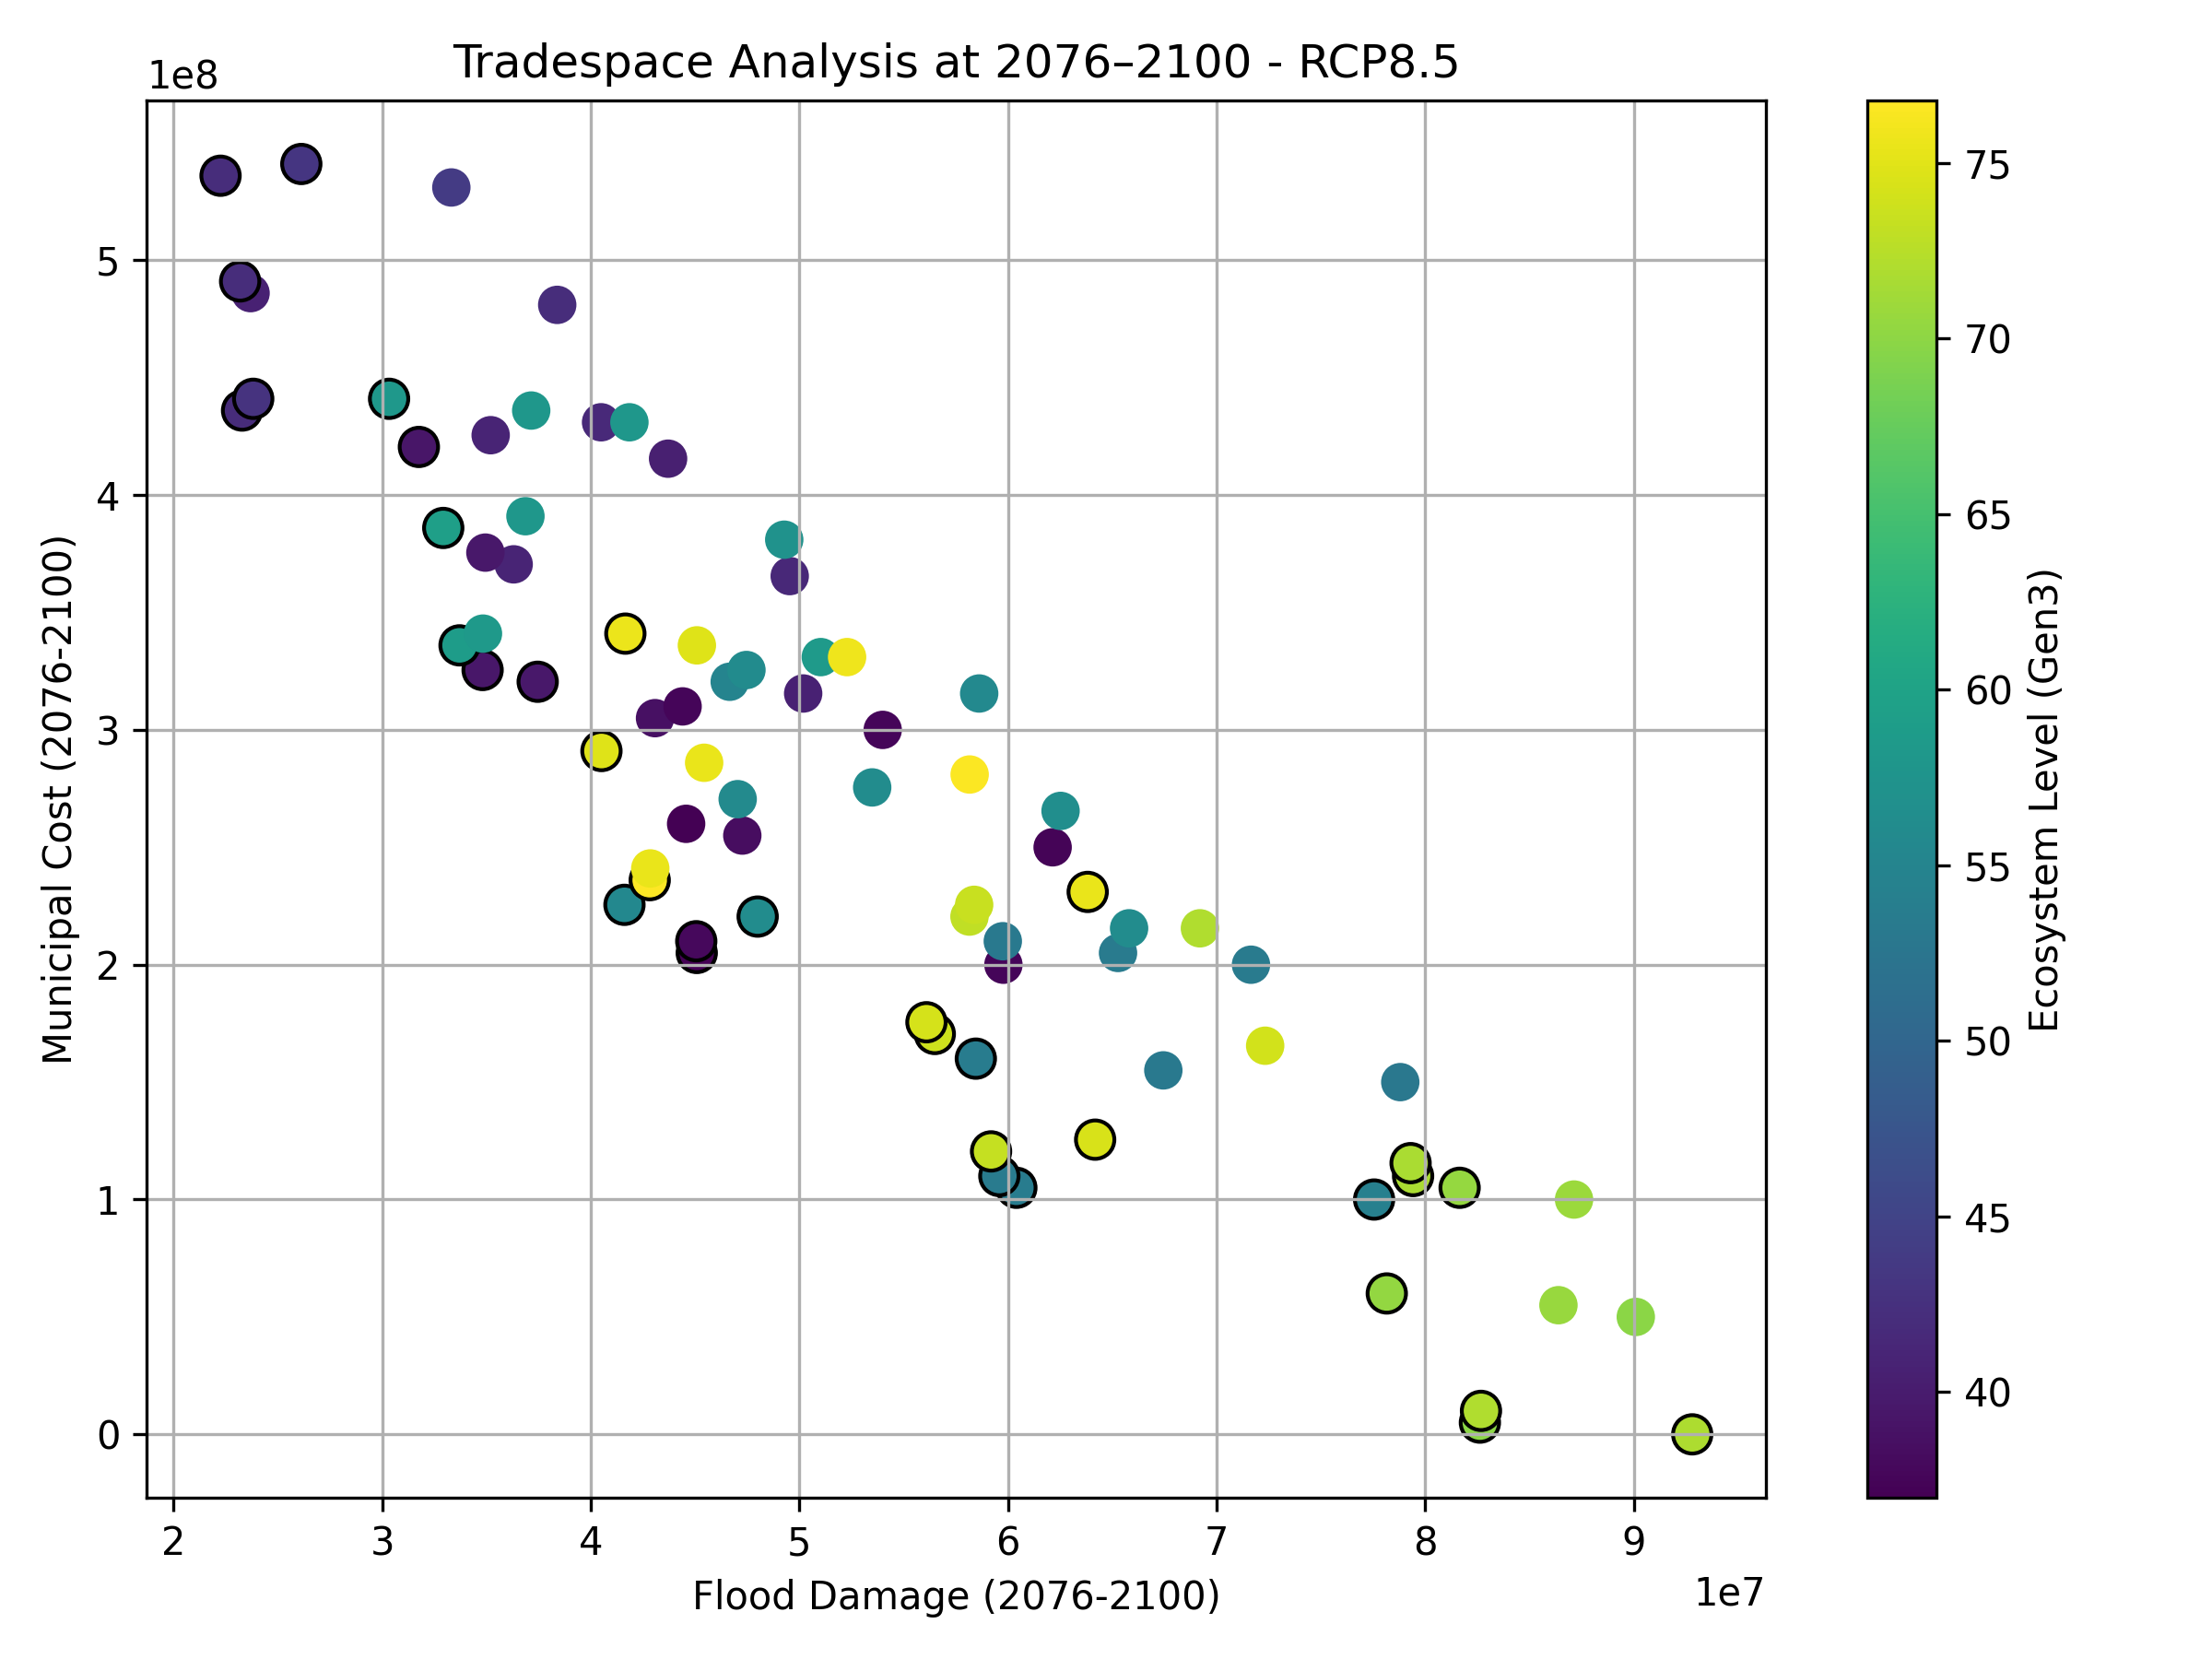 Tradespace Analysis at 2076–2100 - RCP8.5
1e8
5
4
3
2
1
0
Municipal Cost (2076-2100)
2 3 4 5 6 7 8 9
1e7
Flood Damage (2076-2100)
75
70
65
60
55
50
45
40
Ecosystem Level (Gen3)